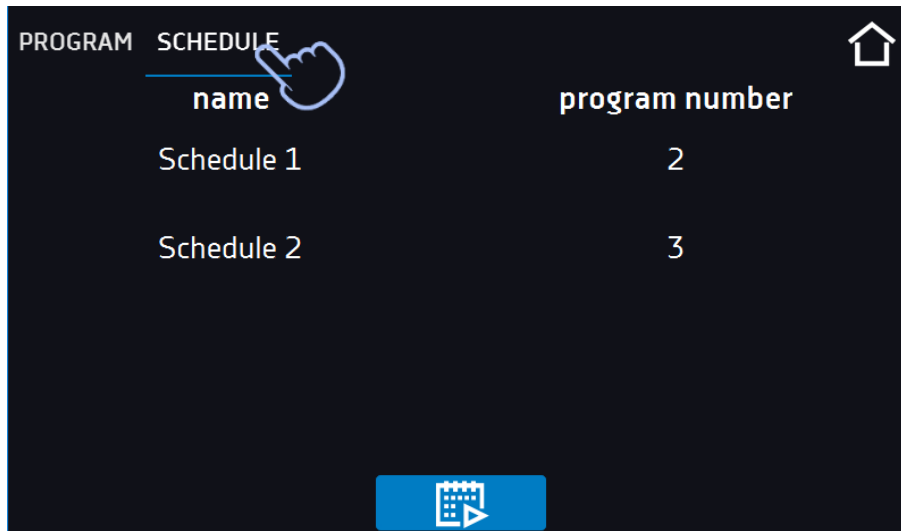 PROGRAM SCHEDULE
name program number
Schedule 1 2
Schedule 2 3